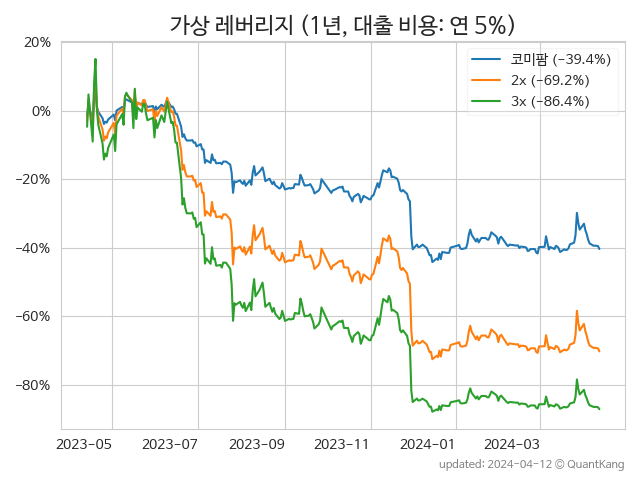 가상 레버리지 (1년, 대출 비용: 연 5%)
코미팜 (−39.4%)
2x (−69.2%)
3x (−86.4%)
20%
0%
−20%
−40%
−60%
−80%
2023-05 2023-07 2023-09 2023-11 2024-01 2024-03
updated: 2024-04-12 © QuantKang